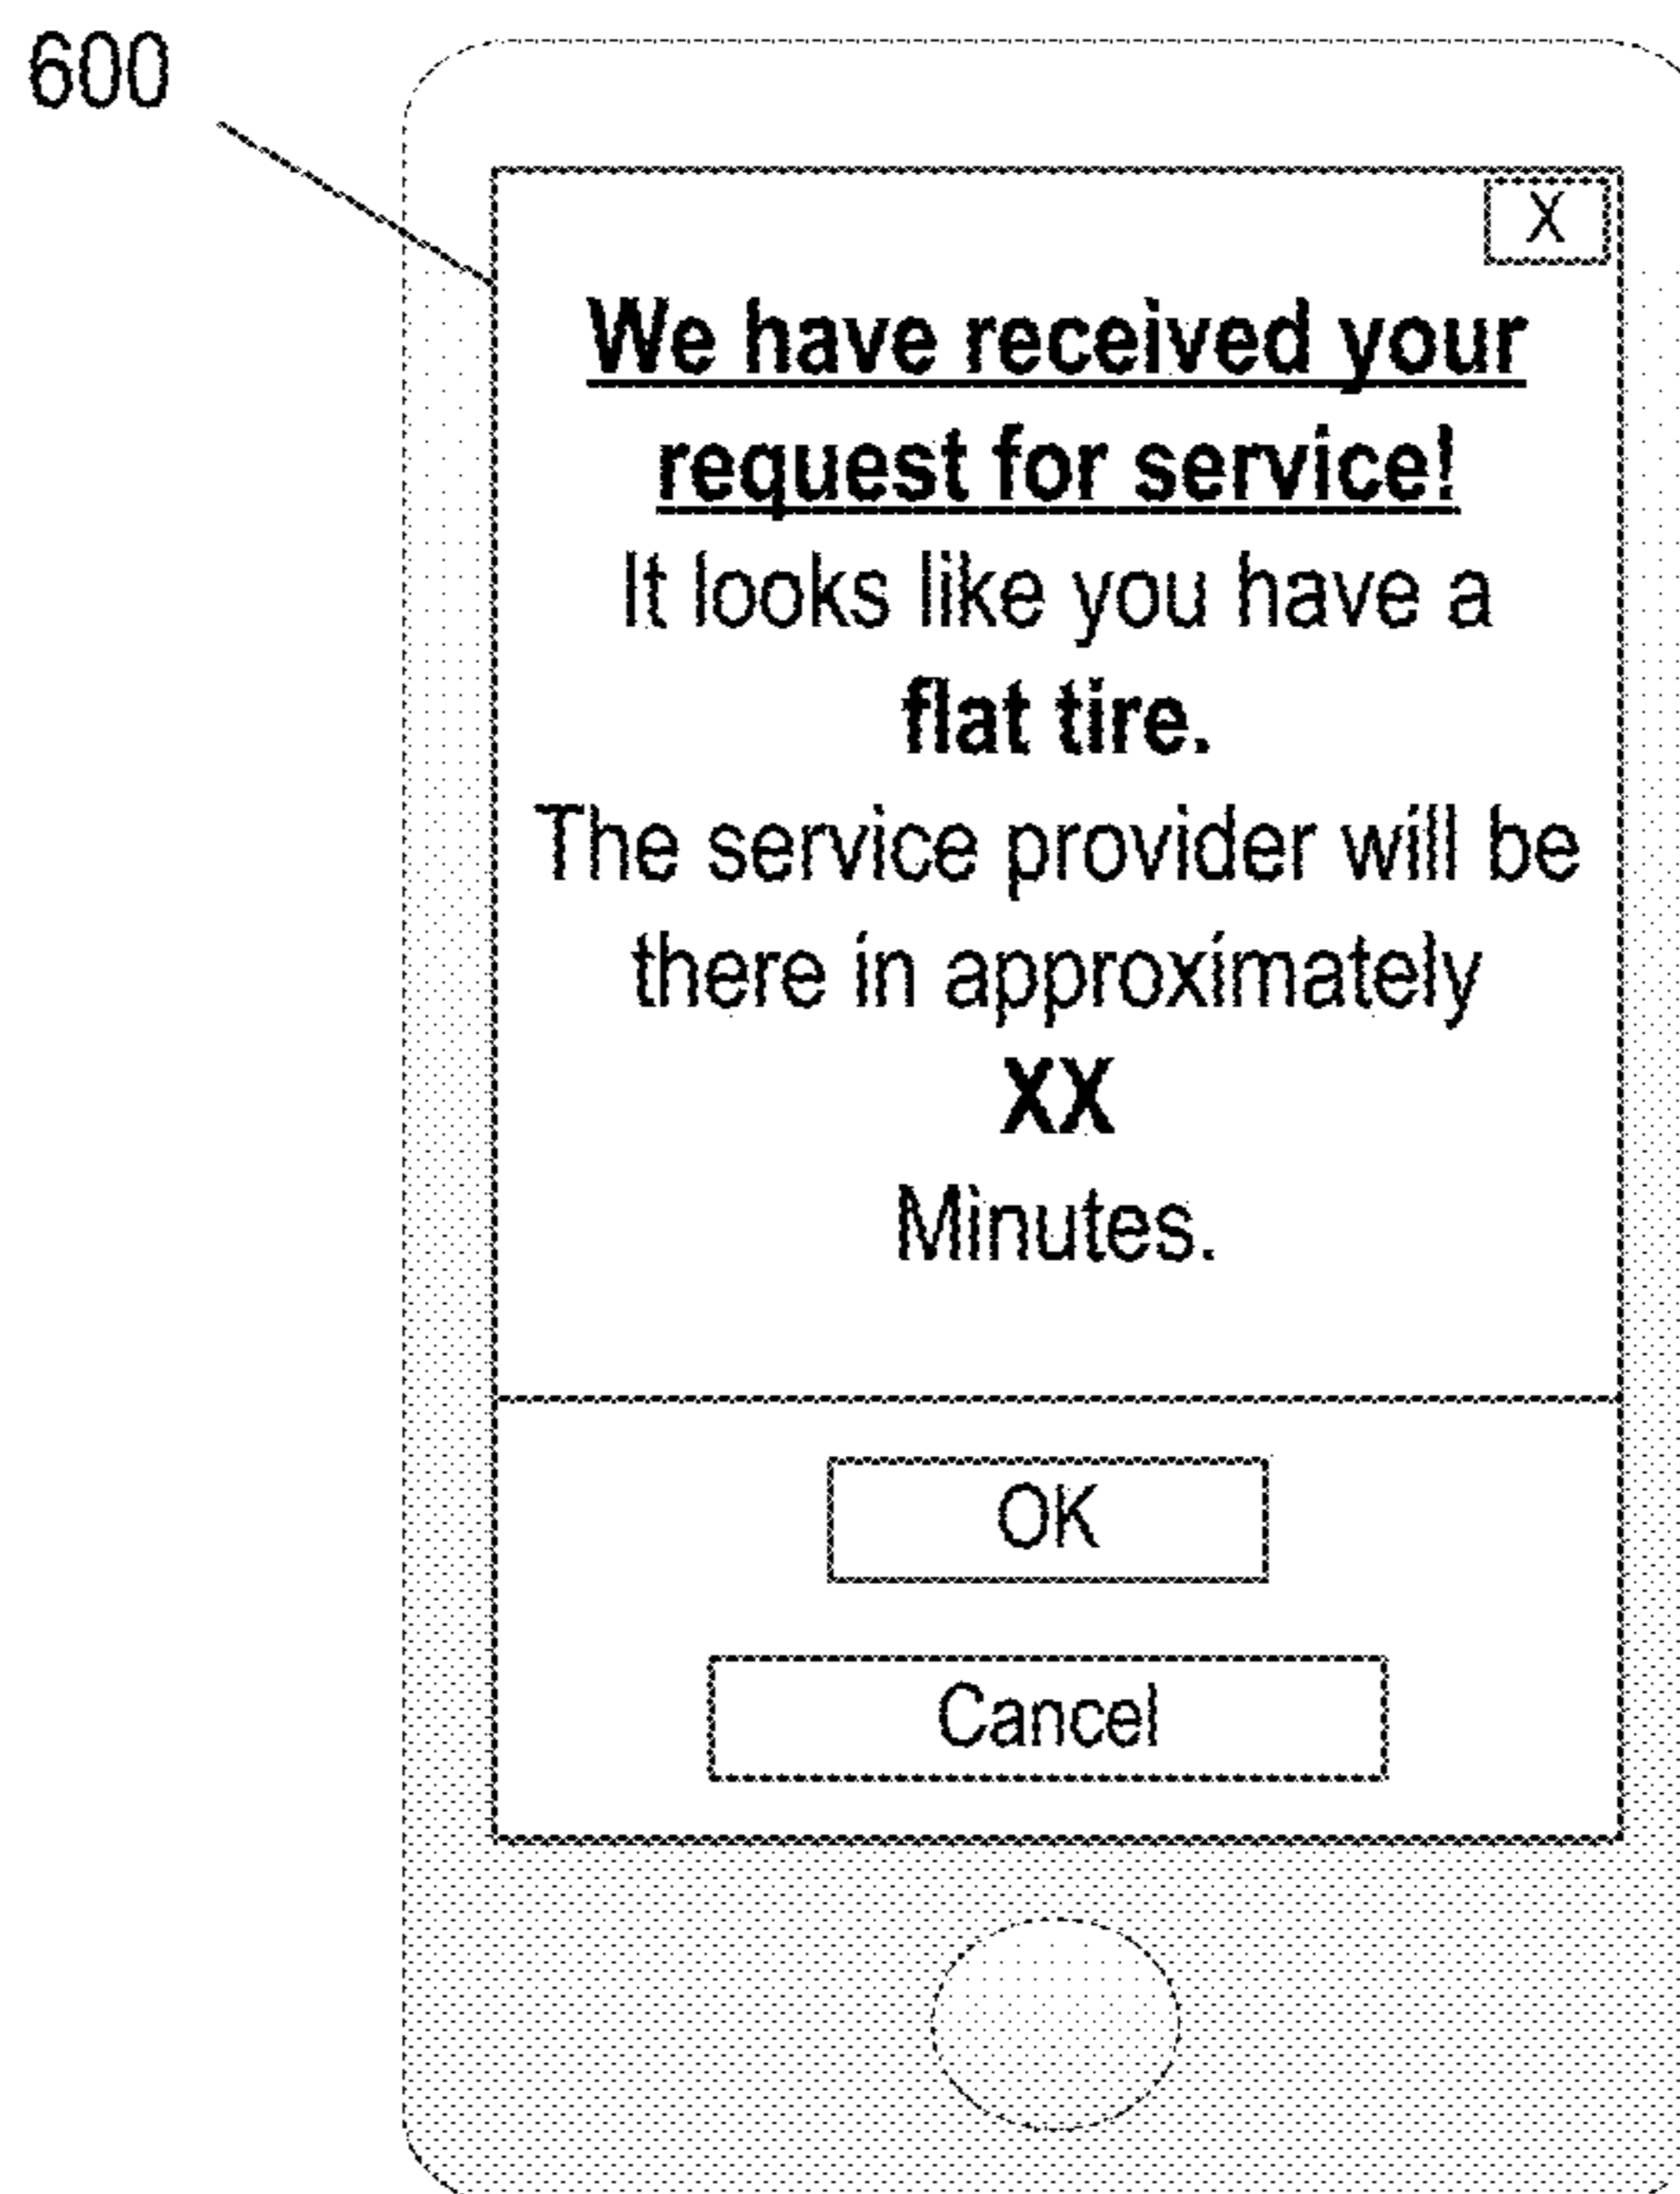 600
X
We have received your
request for service!
It looks like you have a
flat tire.
The service provider will be
there in approximately
XX
Minutes.
OK
Cancel